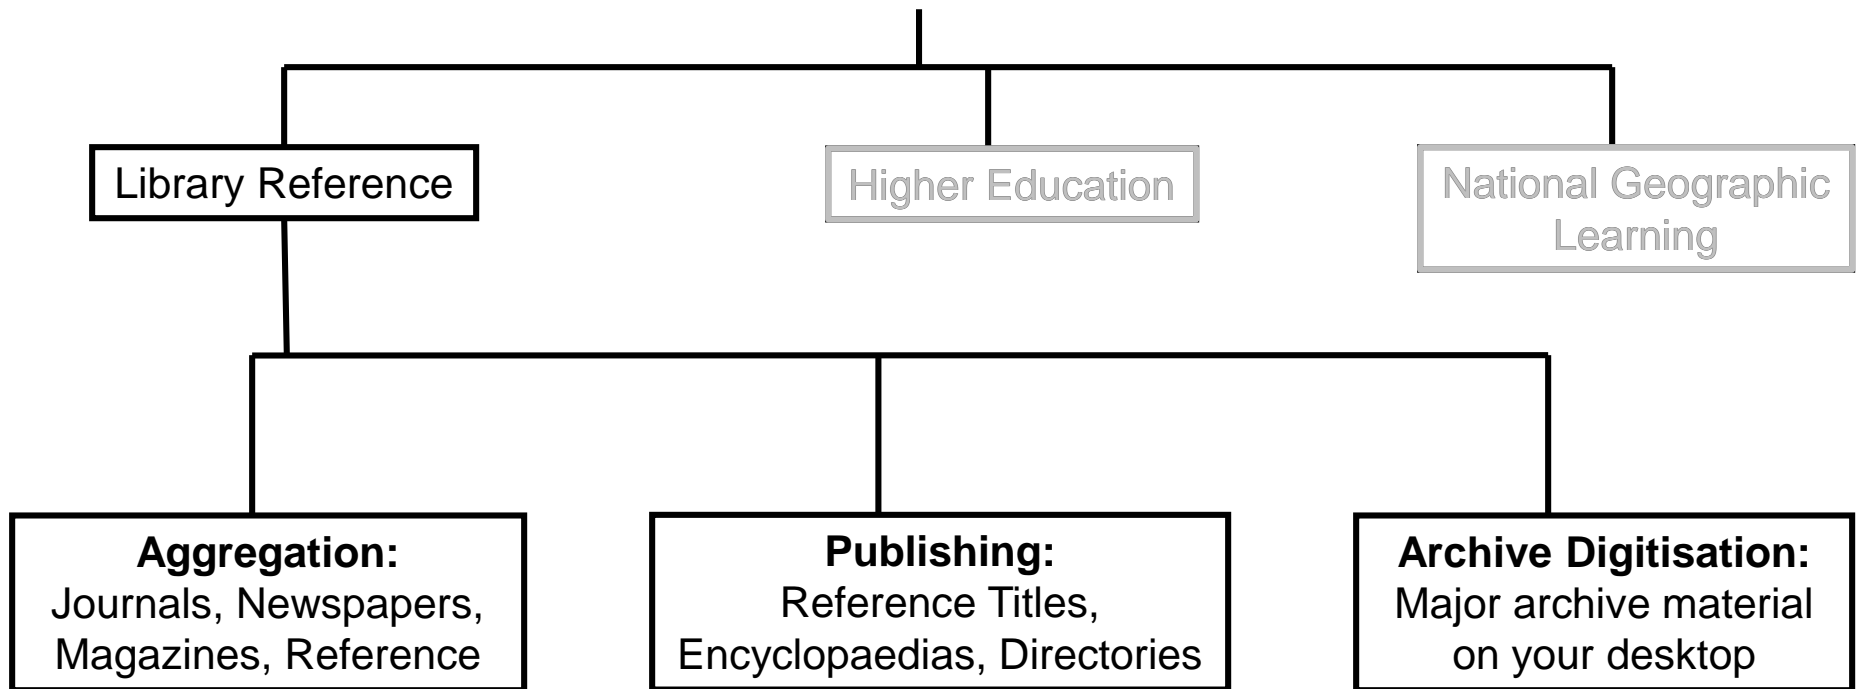 Library Reference
Higher Education
National Geographic
Learning
Aggregation:
Journals, Newspapers,
Magazines, Reference
Publishing:
Reference Titles,
Encyclopaedias, Directories
Archive Digitisation:
Major archive material
on your desktop